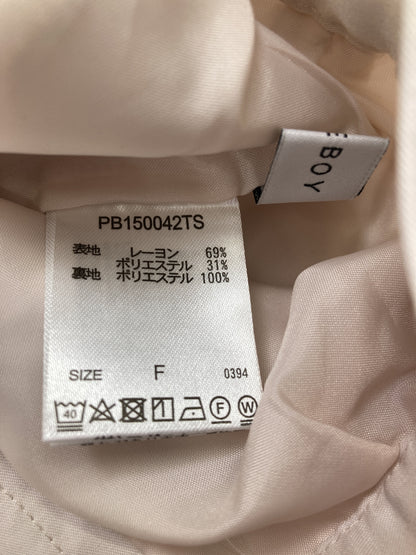 E BOY
PB150042TS
表地 レーヨン 69%
ポリエステル 31%
裏地 ポリエステル 100%
SIZE F 0394
40 F W